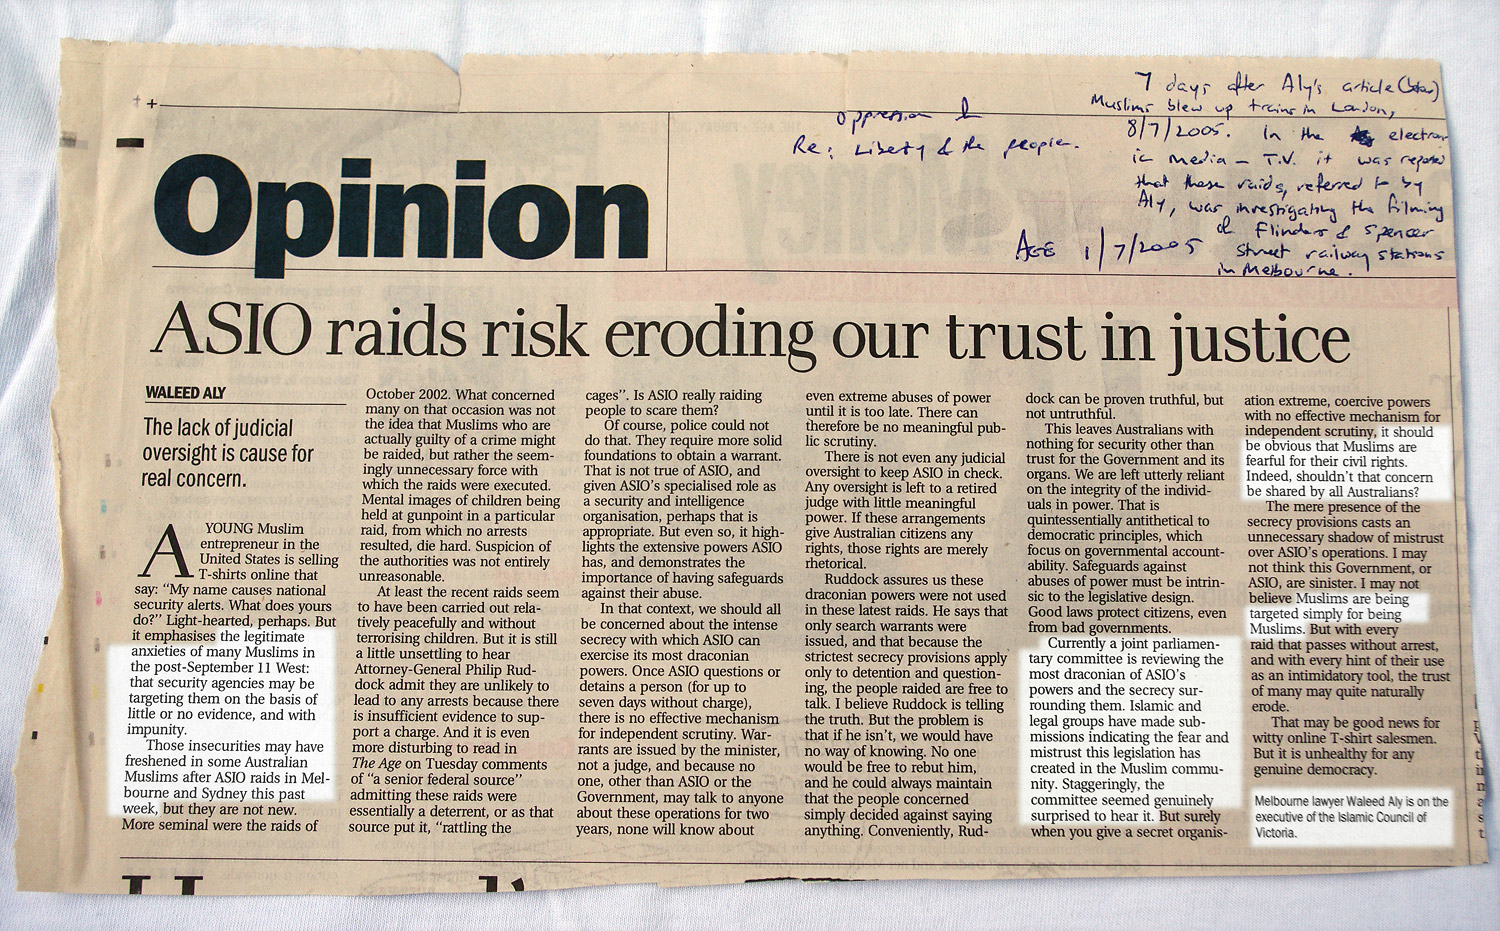 7 days after Aly's article (below)
Muslims blew up trains in London,
8/7/2005. In the electron
ic media – T.V. it was reported
that these raids, referred to by
Aly, was investigating the filming
of Flinders & Spencer
street railway stations
in Melbourne.
oppression &
Re: Liberty & the people.
AGE 1/7/2005
Opinion
ASIO raids risk eroding our trust in justice
WALEED ALY
The lack of judicial
oversight is cause for
real concern.
A YOUNG Muslim
entrepreneur in the
United States is selling
T-shirts online that
say: “My name causes national
security alerts. What does yours
do?” Light-hearted, perhaps. But
it emphasises the legitimate
anxieties of many Muslims in
the post-September 11 West:
that security agencies may be
targeting them on the basis of
little or no evidence, and with
impunity.
Those insecurities may have
freshened in some Australian
Muslims after ASIO raids in Mel-
bourne and Sydney this past
week, but they are not new.
More seminal were the raids of
October 2002. What concerned
many on that occasion was not
the idea that Muslims who are
actually guilty of a crime might
be raided, but rather the seem-
ingly unnecessary force with
which the raids were executed.
Mental images of children being
held at gunpoint in a particular
raid, from which no arrests
resulted, die hard. Suspicion of
the authorities was not entirely
unreasonable.
At least the recent raids seem
to have been carried out rela-
tively peacefully and without
terrorising children. But it is still
a little unsettling to hear
Attorney-General Philip Rud-
dock admit they are unlikely to
lead to any arrests because there
is insufficient evidence to sup-
port a charge. And it is even
more disturbing to read in
The Age on Tuesday comments
of “a senior federal source”
admitting these raids were
essentially a deterrent, or as that
source put it, “rattling the
cages”. Is ASIO really raiding
people to scare them?
Of course, police could not
do that. They require more solid
foundations to obtain a warrant.
That is not true of ASIO, and
given ASIO’s specialised role as
a security and intelligence
organisation, perhaps that is
appropriate. But even so, it high-
lights the extensive powers ASIO
has, and demonstrates the
importance of having safeguards
against their abuse.
In that context, we should all
be concerned about the intense
secrecy with which ASIO can
exercise its most draconian
powers. Once ASIO questions or
detains a person (for up to
seven days without charge),
there is no effective mechanism
for independent scrutiny. War-
rants are issued by the minister,
not a judge, and because no
one, other than ASIO or the
Government, may talk to anyone
about these operations for two
years, none will know about
even extreme abuses of power
until it is too late. There can
therefore be no meaningful pub-
lic scrutiny.
There is not even any judicial
oversight to keep ASIO in check.
Any oversight is left to a retired
judge with little meaningful
power. If these arrangements
give Australian citizens any
rights, those rights are merely
rhetorical.
Ruddock assures us these
draconian powers were not used
in these latest raids. He says that
only search warrants were
issued, and that because the
strictest secrecy provisions apply
only to detention and question-
ing, the people raided are free to
talk. I believe Ruddock is telling
the truth. But the problem is
that if he isn’t, we would have
no way of knowing. No one
would be free to rebut him,
and he could always maintain
that the people concerned
simply decided against saying
anything. Conveniently, Rud-
dock can be proven truthful, but
not untruthful.
This leaves Australians with
nothing for security other than
trust for the Government and its
organs. We are left utterly reliant
on the integrity of the individ-
uals in power. That is
quintessentially antithetical to
democratic principles, which
focus on governmental account-
ability. Safeguards against
abuses of power must be intrin-
sic to the legislative design.
Good laws protect citizens, even
from bad governments.
Currently a joint parliamen-
tary committee is reviewing the
most draconian of ASIO’s
powers and the secrecy sur-
rounding them. Islamic and
legal groups have made sub-
missions indicating the fear and
mistrust this legislation has
created in the Muslim commu-
nity. Staggeringly, the
committee seemed genuinely
surprised to hear it. But surely
when you give a secret organis-
ation extreme, coercive powers
with no effective mechanism for
independent scrutiny, it should
be obvious that Muslims are
fearful for their civil rights.
Indeed, shouldn’t that concern
be shared by all Australians?
The mere presence of the
secrecy provisions casts an
unnecessary shadow of mistrust
over ASIO’s operations. I may
not think this Government, or
ASIO, are sinister. I may not
believe Muslims are being
targeted simply for being
Muslims. But with every
raid that passes without arrest,
and with every hint of their use
as an intimidatory tool, the trust
of many may quite naturally
erode.
That may be good news for
witty online T-shirt salesmen.
But it is unhealthy for any
genuine democracy.
Melbourne lawyer Waleed Aly is on the
executive of the Islamic Council of
Victoria.